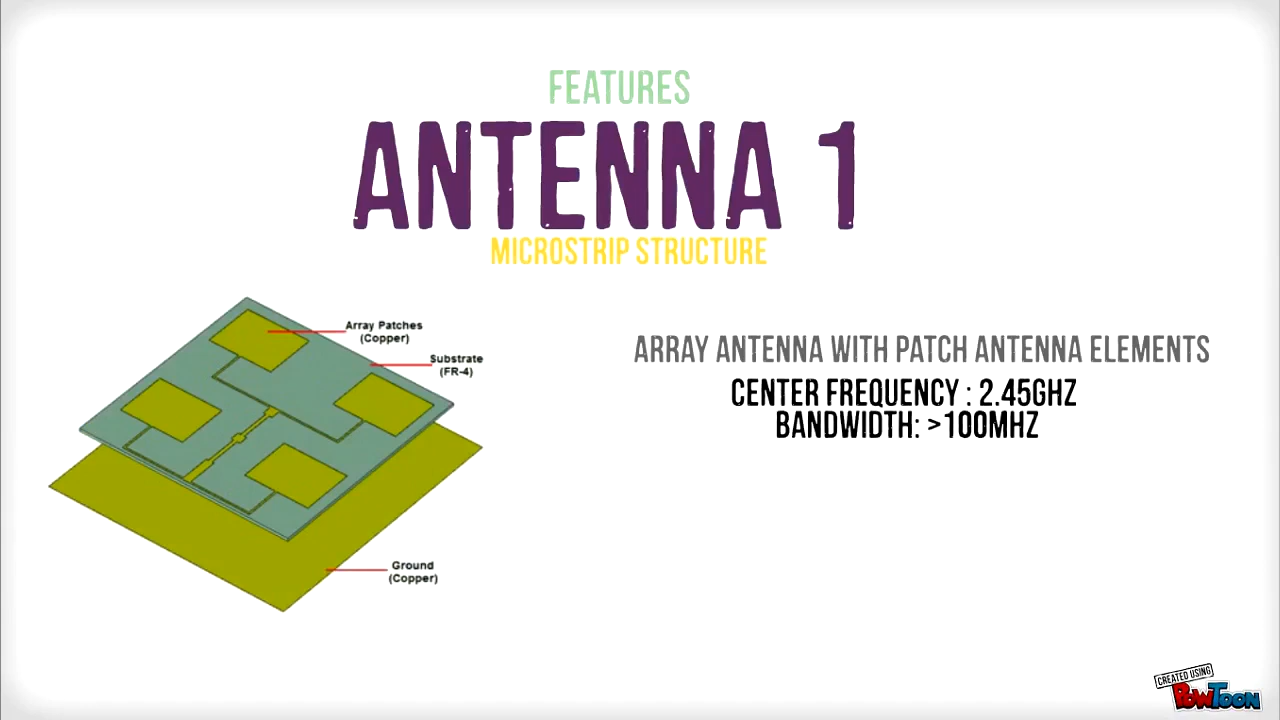 FEATURES
ANTENNA 1
MICROSTRIP STRUCTURE
Array Patches
(Copper)
Substrate
(FR-4)
Ground
(Copper)
ARRAY ANTENNA WITH PATCH ANTENNA ELEMENTS
CENTER FREQUENCY : 2.45GHZ
BANDWIDTH: >100MHZ
CREATED USING
POWTOON